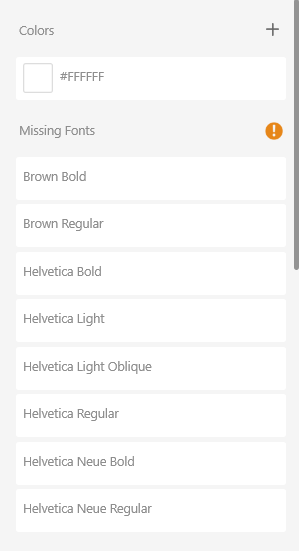 Colors
#FFFFFF
Missing Fonts
Brown Bold
Brown Regular
Helvetica Bold
Helvetica Light
Helvetica Light Oblique
Helvetica Regular
Helvetica Neue Bold
Helvetica Neue Regular